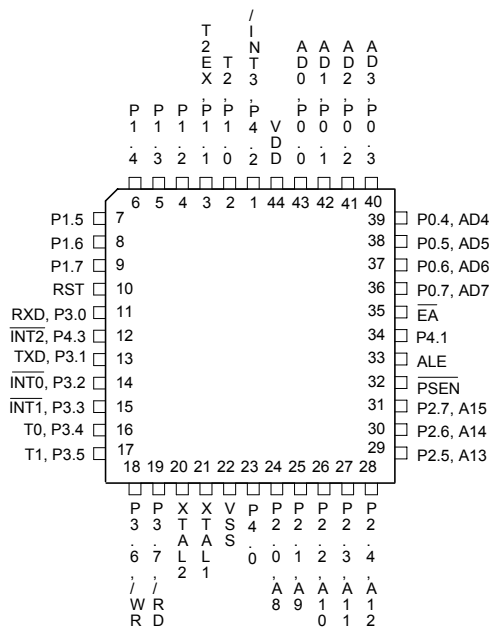 P1.4
P1.3
P1.2
T2EX, P1.1
T2, P1.0
/INT3, P4.2
VDD
AD0, P0.0
AD1, P0.1
AD2, P0.2
AD3, P0.3
6 5 4 3 2 1 44 43 42 41 40
P1.5 7
P1.6 8
P1.7 9
RST 10
RXD, P3.0 11
INT2, P4.3 12
TXD, P3.1 13
INT0, P3.2 14
INT1, P3.3 15
T0, P3.4 16
T1, P3.5 17
39 P0.4, AD4
38 P0.5, AD5
37 P0.6, AD6
36 P0.7, AD7
35 EA
34 P4.1
33 ALE
32 PSEN
31 P2.7, A15
30 P2.6, A14
29 P2.5, A13
18 19 20 21 22 23 24 25 26 27 28
P3.6, /WR
P3.7, /RD
XTAL2
XTAL1
VSS
P4.0
P2.0, A8
P2.1, A9
P2.2, A10
P2.3, A11
P2.4, A12